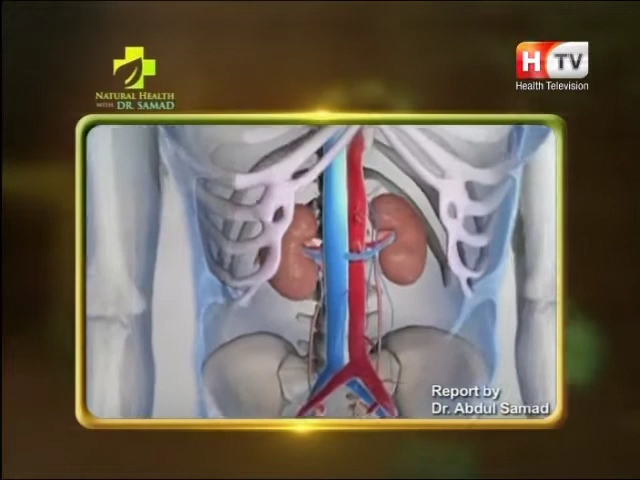 NATURAL HEALTH
WITH DR. SAMAD
H TV
Health Television
Report by
Dr. Abdul Samad